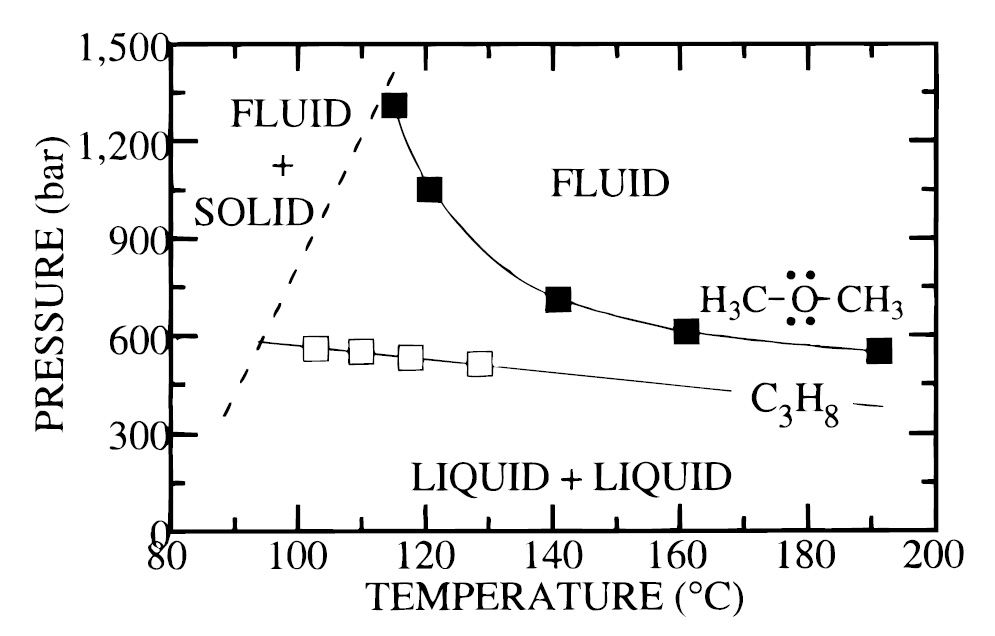 1,500
1,200
900
600
300
0
PRESSURE (bar)
FLUID
+
SOLID
FLUID
H₃C–Ö–CH₃
C₃H₈
LIQUID + LIQUID
80 100 120 140 160 180 200
TEMPERATURE (°C)